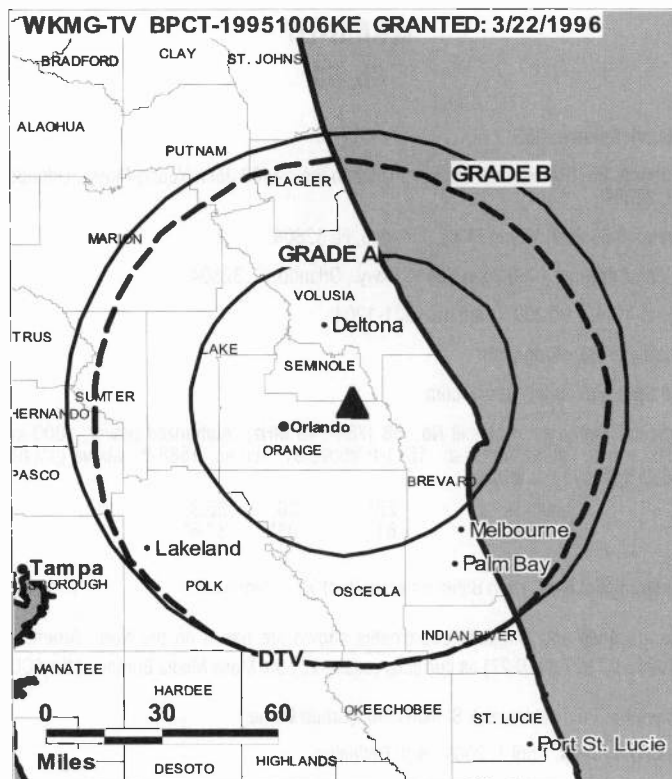 WKMG-TV BPCT-19951006KE GRANTED: 3/22/1996
CLAY
BRADFORD
ST. JOHNS
ALAOHUA
PUTNAM
GRADE B
FLAGLER
MARION
GRADE A
VOLUSIA
Deltona
TRUS
LAKE
SEMINOLE
SUMTER
HERNANDO
Orlando
ORANGE
PASCO
BREVARD
Melbourne
Lakeland
Palm Bay
Tampa
SBOROUGH
POLK
OSCEOLA
INDIAN RIVER
DTV
MANATEE
HARDEE
OKEECHOBEE
ST. LUCIE
0 30 60
Port St. Lucie
Miles
DESOTO
HIGHLANDS